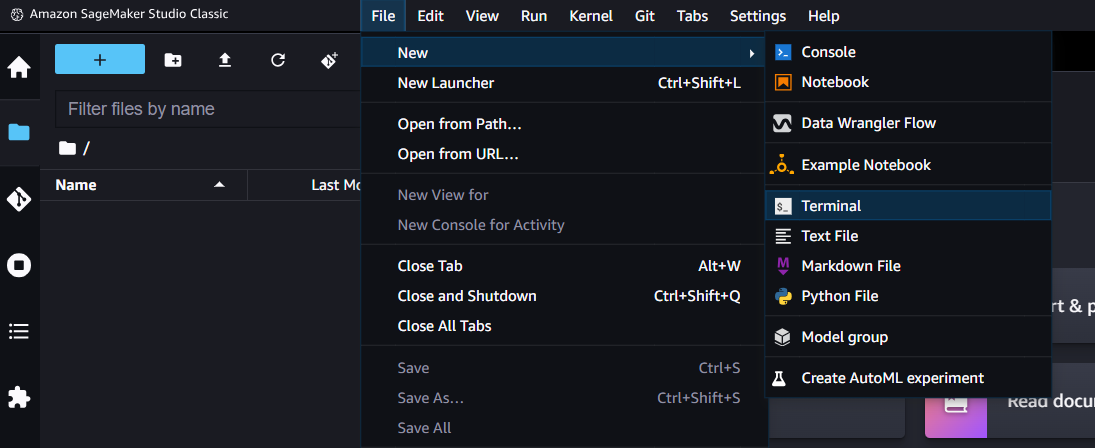 Amazon SageMaker Studio Classic
File Edit View Run Kernel Git Tabs Settings Help
+
Filter files by name
/
Name Last Mo
New
New Launcher Ctrl+Shift+L
Open from Path…
Open from URL…
New View for
New Console for Activity
Close Tab Alt+W
Close and Shutdown Ctrl+Shift+Q
Close All Tabs
Save Ctrl+S
Save As… Ctrl+Shift+S
Save All
Console
Notebook
Data Wrangler Flow
Example Notebook
$_ Terminal
Text File
M Markdown File
Python File
Model group
Create AutoML experiment
rt & p
Read docu